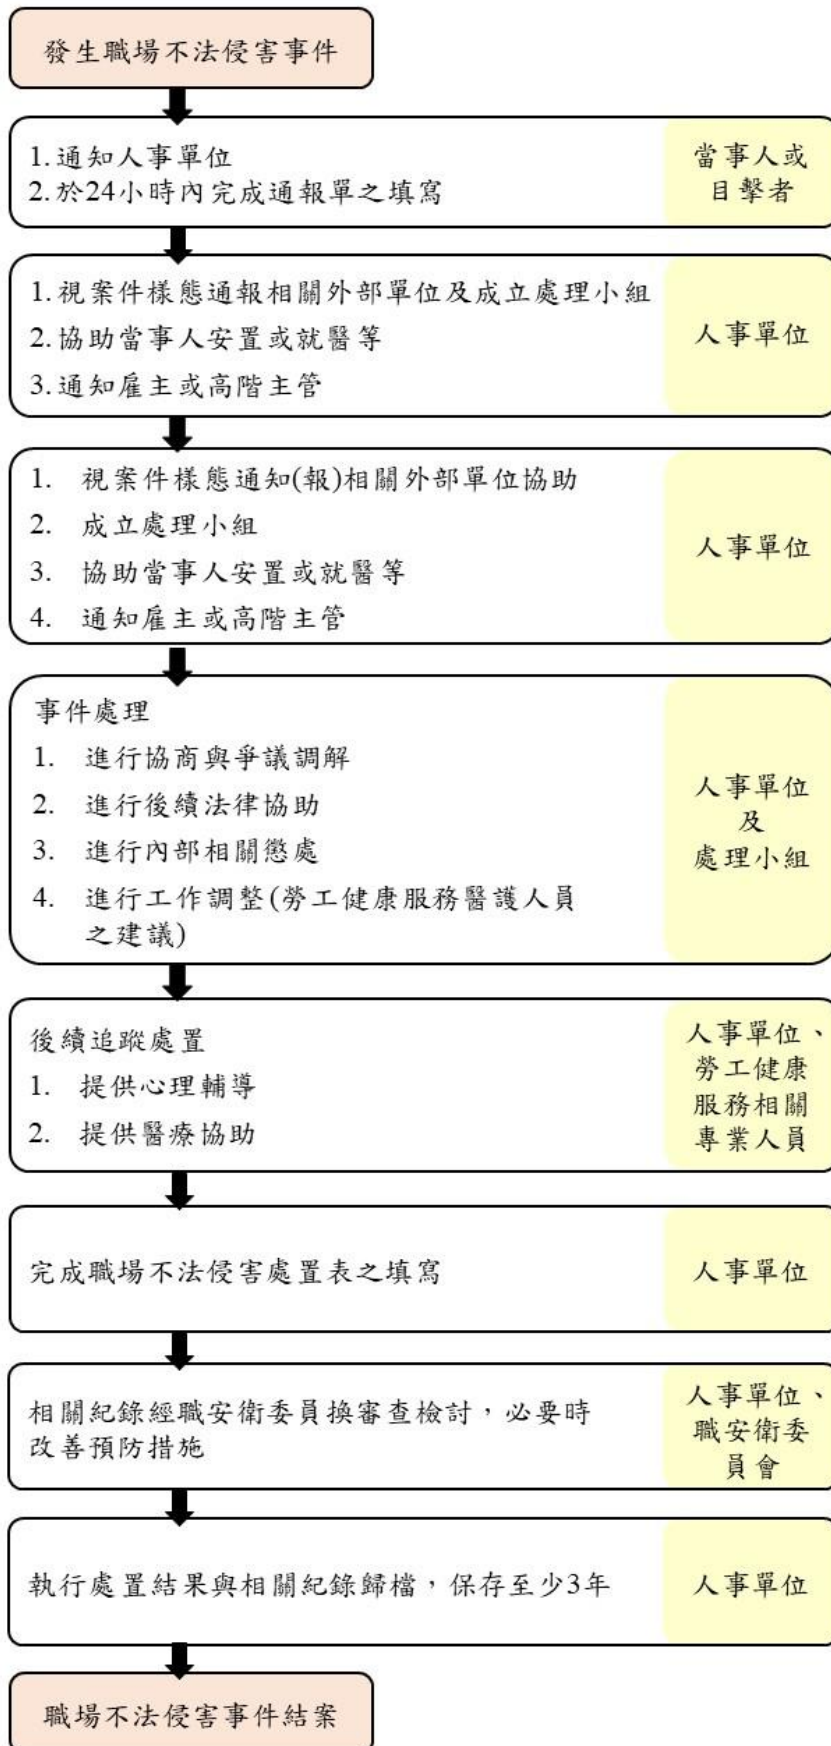 發生職場不法侵害事件
1.通知人事單位
2.於24小時內完成通報單之填寫
當事人或
目擊者
1.視案件樣態通報相關外部單位及成立處理小組
2.協助當事人安置或就醫等
3.通知雇主或高階主管
人事單位
1. 視案件樣態通知(報)相關外部單位協助
2. 成立處理小組
3. 協助當事人安置或就醫等
4. 通知雇主或高階主管
人事單位
事件處理
1. 進行協商與爭議調解
2. 進行後續法律協助
3. 進行內部相關懲處
4. 進行工作調整(勞工健康服務醫護人員
之建議)
人事單位
及
處理小組
後續追蹤處置
1. 提供心理輔導
2. 提供醫療協助
人事單位、
勞工健康
服務相關
專業人員
完成職場不法侵害處置表之填寫
人事單位
相關紀錄經職安衛委員換審查檢討，必要時
改善預防措施
人事單位、
職安衛委
員會
執行處置結果與相關紀錄歸檔，保存至少3年
人事單位
職場不法侵害事件結案